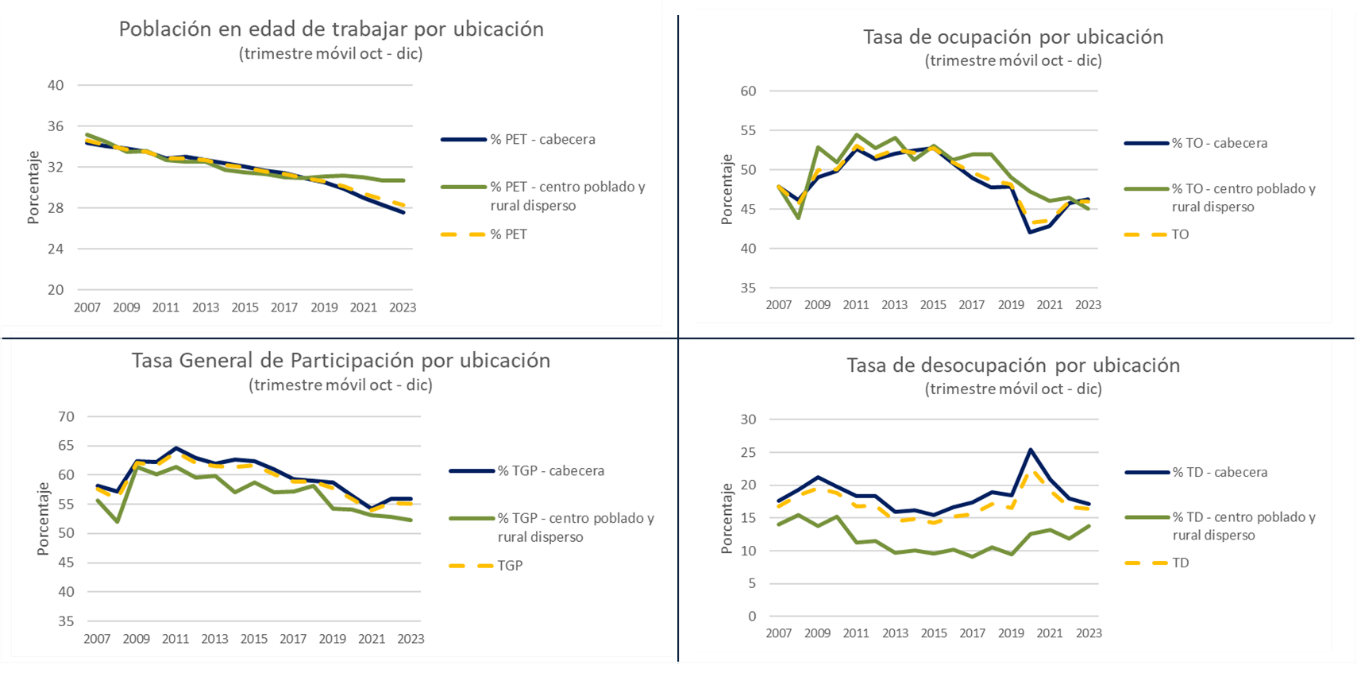 Población en edad de trabajar por ubicación
(trimestre móvil oct - dic)
Porcentaje
40
36
32
28
24
20
2007 2009 2011 2013 2015 2017 2019 2021 2023
% PET - cabecera
% PET - centro poblado y
rural disperso
% PET
Tasa de ocupación por ubicación
(trimestre móvil oct - dic)
Porcentaje
60
55
50
45
40
35
2007 2009 2011 2013 2015 2017 2019 2021 2023
% TO - cabecera
% TO - centro poblado y
rural disperso
TO
Tasa General de Participación por ubicación
(trimestre móvil oct - dic)
Porcentaje
70
65
60
55
50
45
40
35
2007 2009 2011 2013 2015 2017 2019 2021 2023
% TGP - cabecera
% TGP - centro poblado y
rural disperso
TGP
Tasa de desocupación por ubicación
(trimestre móvil oct - dic)
Porcentaje
30
25
20
15
10
5
0
2007 2009 2011 2013 2015 2017 2019 2021 2023
% TD - cabecera
% TD - centro poblado y
rural disperso
TD